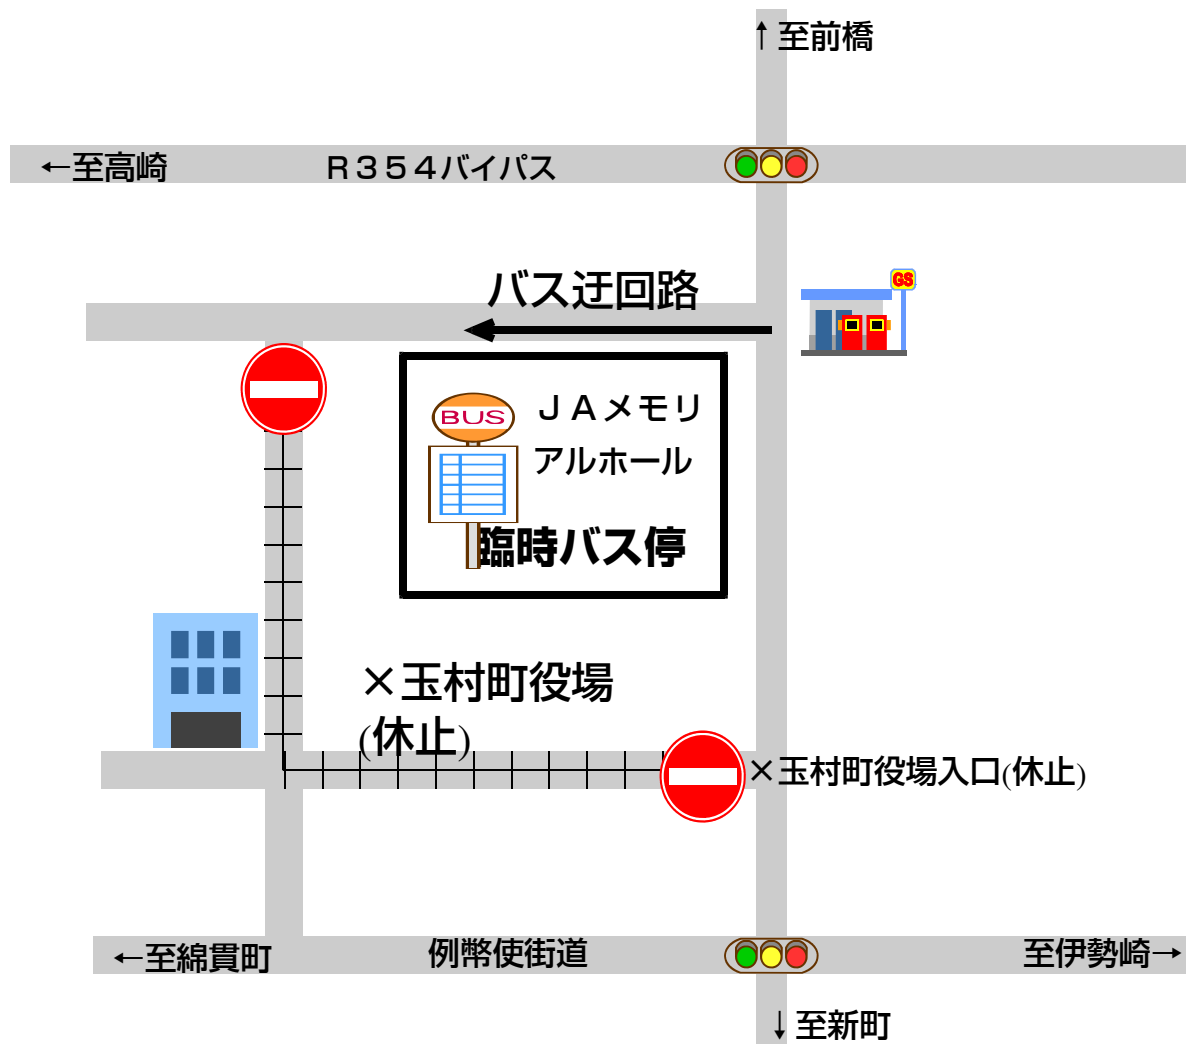 ↑ 至前橋
←至高崎
Ｒ３５４バイパス
バス迂回路
GS
BUS
ＪＡメモリ
アルホール
臨時バス停
×玉村町役場
(休止)
×玉村町役場入口(休止)
←至綿貫町
例幣使街道
至伊勢崎→
↓ 至新町